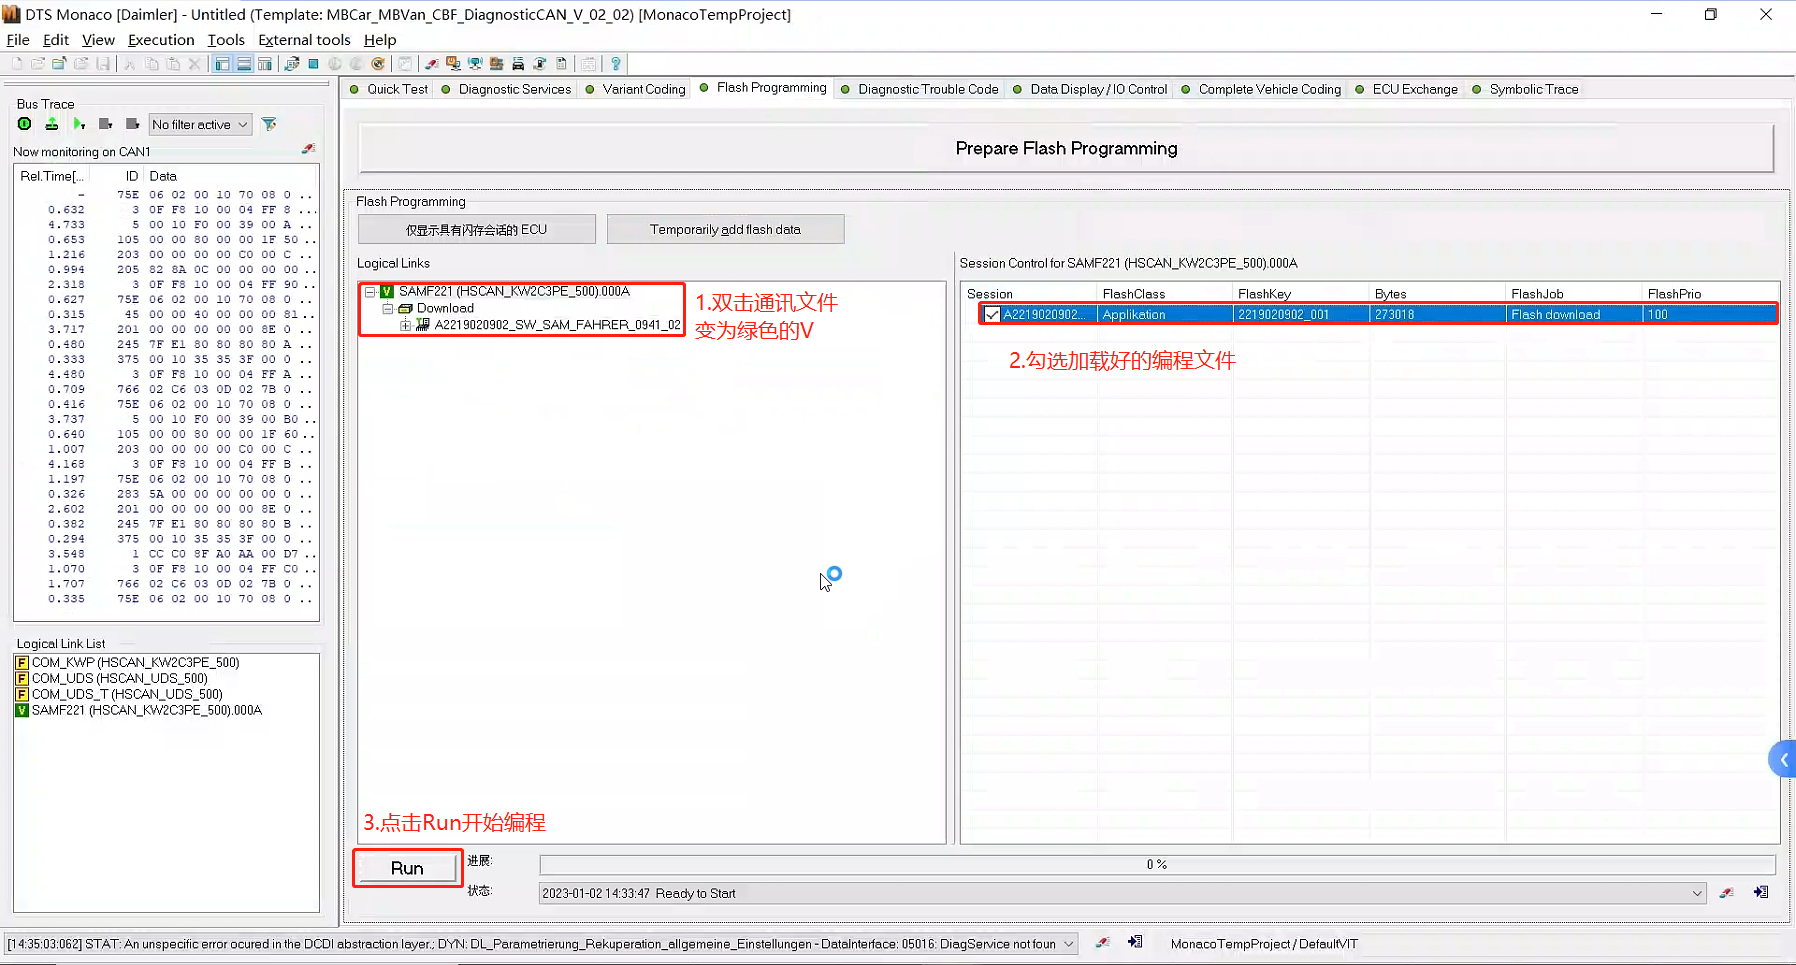 DTS Monaco [Daimler] - Untitled (Template: MBCar_MBVan_CBF_DiagnosticCAN_V_02_02) [MonacoTempProject]
File Edit View Execution Tools External tools Help
Quick Test Diagnostic Services Variant Coding Flash Programming Diagnostic Trouble Code Data Display / IO Control Complete Vehicle Coding ECU Exchange Symbolic Trace
Bus Trace
No filter active
Now monitoring on CAN1
Rel.Time[... ID Data
- 75E 06 02 00 10 70 08 0 ..
0.632 3 0F F8 10 00 04 FF 8 ...
4.733 5 00 10 F0 00 39 00 A ..
0.653 105 00 00 80 00 00 1F 50 ..
1.216 203 00 00 00 00 C0 00 C ..
0.994 205 82 8A 0C 00 00 00 00 ..
2.318 3 0F F8 10 00 04 FF 90 ..
0.627 75E 06 02 00 10 70 08 0 ..
0.315 45 00 00 40 00 00 00 81 ..
3.717 201 00 00 00 00 00 8E 0 ..
0.480 245 7F E1 80 80 80 80 A ..
0.333 375 00 10 35 35 3F 00 0 ..
4.480 3 0F F8 10 00 04 FF A ..
0.709 766 02 C6 03 0D 02 7B 0 ..
0.416 75E 06 02 00 10 70 08 0 ..
3.737 5 00 10 F0 00 39 00 B0 ..
0.640 105 00 00 80 00 00 1F 60 ..
1.007 203 00 00 00 00 C0 00 C ..
4.168 3 0F F8 10 00 04 FF B ..
1.197 75E 06 02 00 10 70 08 0 ..
0.326 283 5A 00 00 00 00 00 0 ..
2.602 201 00 00 00 00 00 8E 0 ..
0.382 245 7F E1 80 80 80 80 B ..
0.294 375 00 10 35 35 3F 00 0 ..
3.548 1 CC C0 8F A0 AA 00 D7 ..
1.070 3 0F F8 10 00 04 FF C0 ..
1.707 766 02 C6 03 0D 02 7B 0 ..
0.335 75E 06 02 00 10 70 08 0 ..
Logical Link List
F COM_KWP (HSCAN_KW2C3PE_500)
F COM_UDS (HSCAN_UDS_500)
F COM_UDS_T (HSCAN_UDS_500)
V SAMF221 (HSCAN_KW2C3PE_500).000A
Prepare Flash Programming
Flash Programming
仅显示具有闪存会话的 ECU Temporarily add flash data
Logical Links
V SAMF221 (HSCAN_KW2C3PE_500).000A
Download
A2219020902_SW_SAM_FAHRER_0941_02
1.双击通讯文件
变为绿色的V
Session Control for SAMF221 (HSCAN_KW2C3PE_500).000A
Session FlashClass FlashKey Bytes FlashJob FlashPrio
A2219020902... Applikation 2219020902_001 273018 Flash download 100
2.勾选加载好的编程文件
3.点击Run开始编程
Run
进展: 0 %
状态: 2023-01-02 14:33:47 Ready to Start
[14:35:03:062] STAT: An unspecific error ocured in the DCDI abstraction layer.; DYN: DL_Parametrierung_Rekuperation_allgemeine_Einstellungen - DataInterface: 05016: DiagService not foun
MonacoTempProject / DefaultVIT